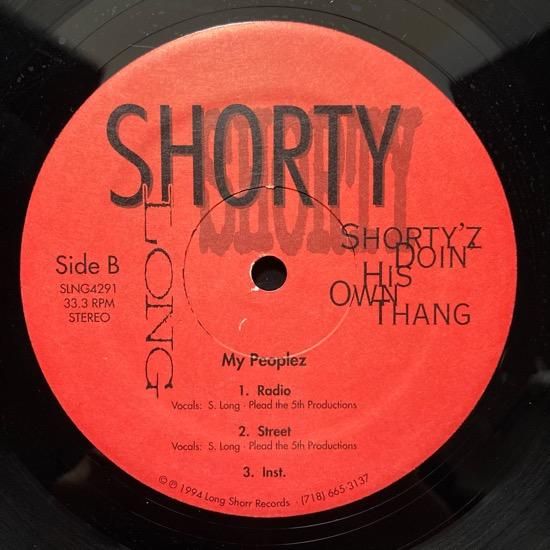 SHORTY
SHORTY
LONG
SHORTY'Z
DOIN'
HIS
OWN
THANG
Side B
SLNG4291
33.3 RPM
STEREO
My Peoplez
1. Radio
Vocals: S. Long - Plead the 5th Productions
2. Street
Vocals: S. Long - Plead the 5th Productions
3. Inst.
© ℗ 1994 Long Shorr Records · (718) 665-3137